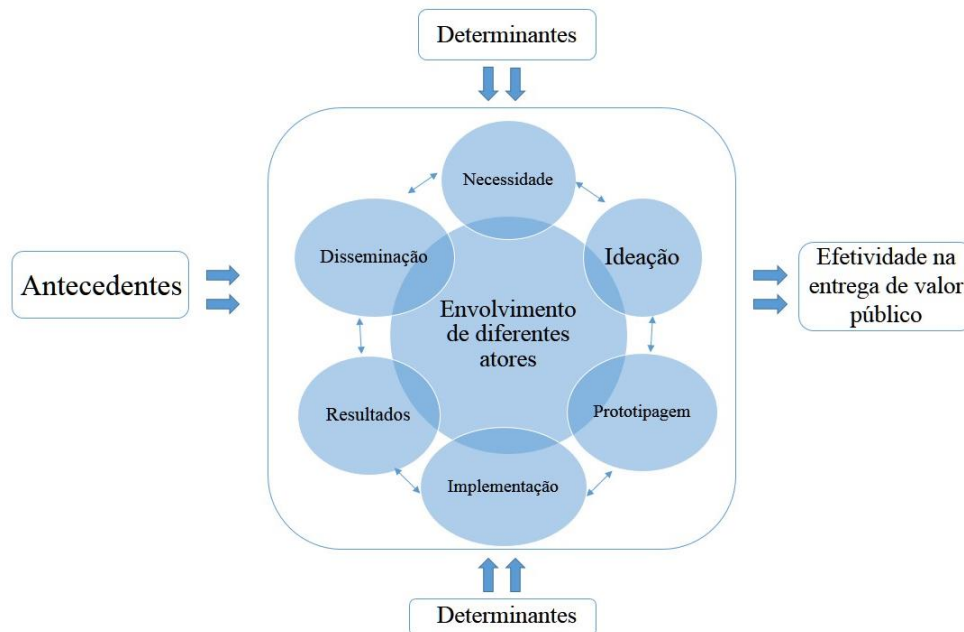 Determinantes
Necessidade
Disseminação
Ideação
Antecedentes
Envolvimento
de diferentes
atores
Efetividade na
entrega de valor
público
Resultados
Prototipagem
Implementação
Determinantes